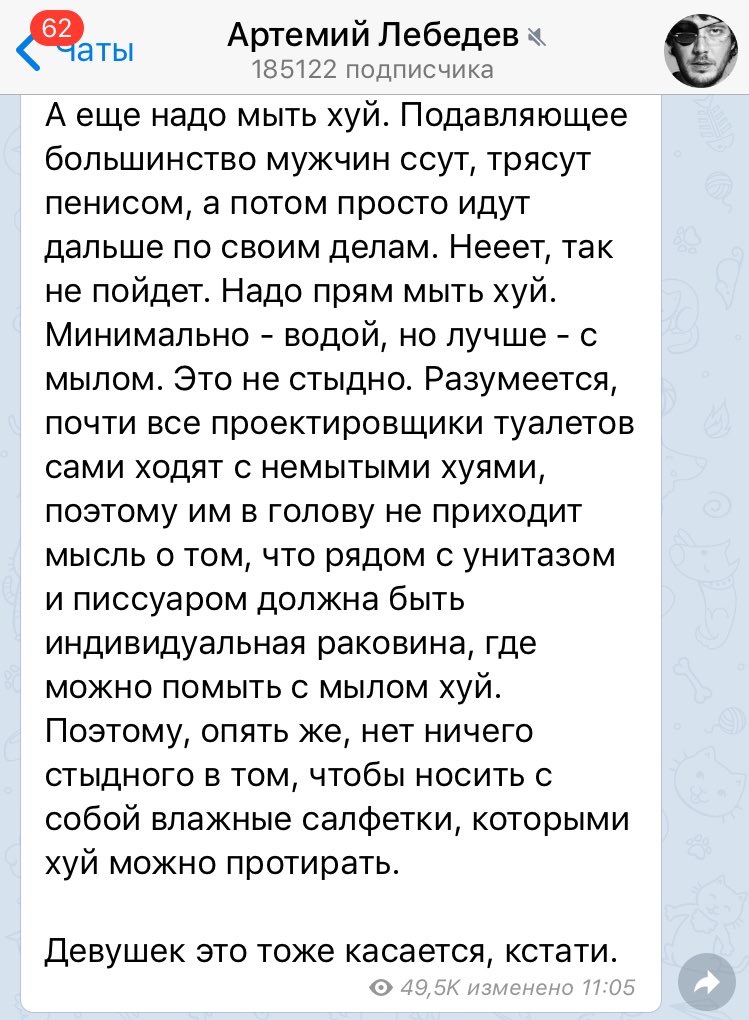 62
Чаты
Артемий Лебедев
185122 подписчика
А еще надо мыть хуй. Подавляющее
большинство мужчин ссут, трясут
пенисом, а потом просто идут
дальше по своим делам. Нееет, так
не пойдет. Надо прям мыть хуй.
Минимально - водой, но лучше - с
мылом. Это не стыдно. Разумеется,
почти все проектировщики туалетов
сами ходят с немытыми хуями,
поэтому им в голову не приходит
мысль о том, что рядом с унитазом
и писсуаром должна быть
индивидуальная раковина, где
можно помыть с мылом хуй.
Поэтому, опять же, нет ничего
стыдного в том, чтобы носить с
собой влажные салфетки, которыми
хуй можно протирать.
Девушек это тоже касается, кстати.
49,5K изменено 11:05